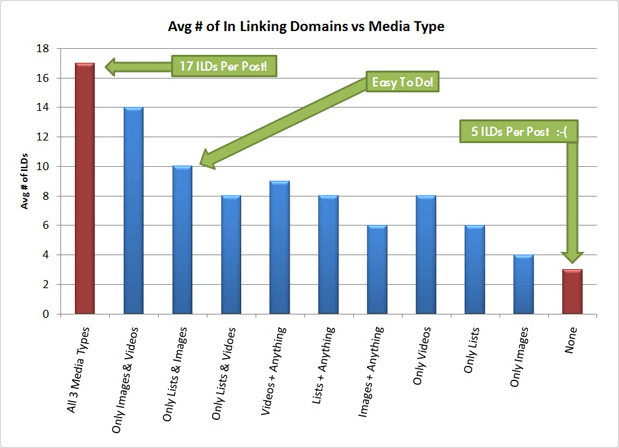 Avg # of In Linking Domains vs Media Type
17 ILDs Per Post!
Easy To Do!
5 ILDs Per Post  :-(
Avg # of ILDs
18
16
14
12
10
8
6
4
2
0
All 3 Media Types
Only Images & Videos
Only Lists & Images
Only Lists & Vidoes
Videos + Anything
Lists + Anything
Images + Anything
Only Videos
Only Lists
Only Images
None